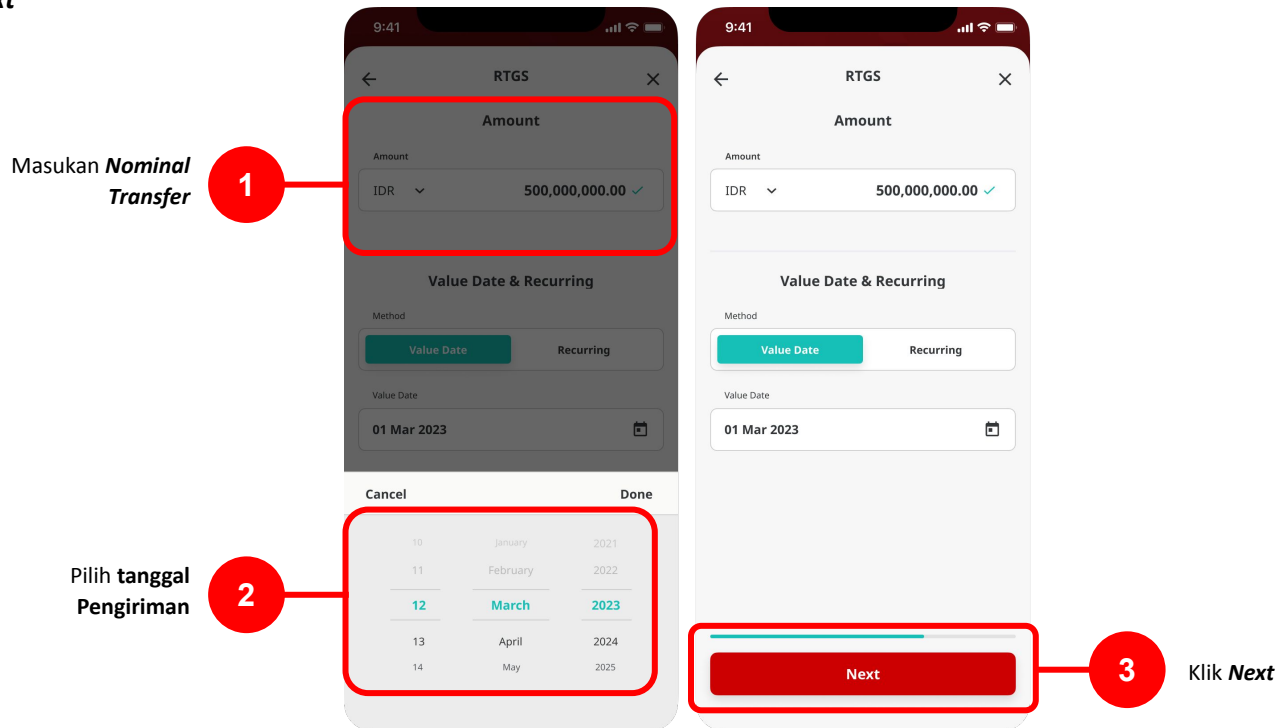 9:41
RTGS
Amount
Amount
IDR 500,000,000.00
Value Date & Recurring
Method
Value Date Recurring
Value Date
01 Mar 2023
Cancel Done
10 January 2021
11 February 2022
12 March 2023
13 April 2024
14 May 2025
Masukan Nominal
Transfer
1
Pilih tanggal
Pengiriman
2
9:41
RTGS
Amount
Amount
IDR 500,000,000.00
Value Date & Recurring
Method
Value Date Recurring
Value Date
01 Mar 2023
Next
3
Klik Next